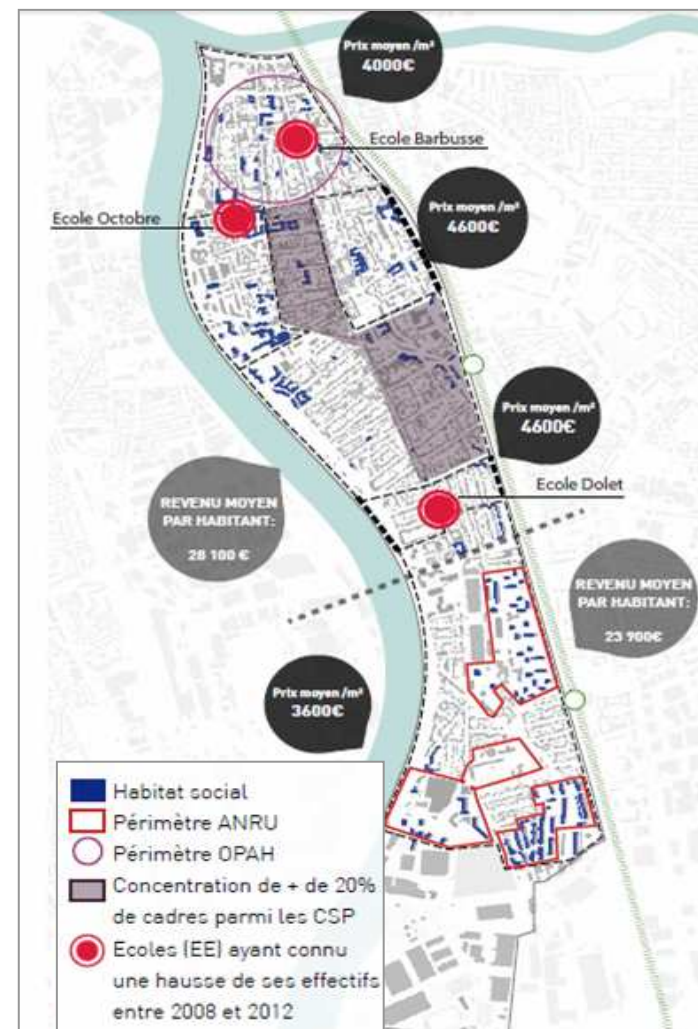 Prix moyen /m²
4000€
Ecole Barbusse
Ecole Octobre
Prix moyen /m²
4600€
Prix moyen /m²
4600€
Ecole Dolet
REVENU MOYEN
PAR HABITANT:
28 100 €
REVENU MOYEN
PAR HABITANT:
23 900€
Prix moyen /m²
3600€
Habitat social
Périmètre ANRU
Périmètre OPAH
Concentration de + de 20%
de cadres parmi les CSP
Ecoles (EE) ayant connu
une hausse de ses effectifs
entre 2008 et 2012